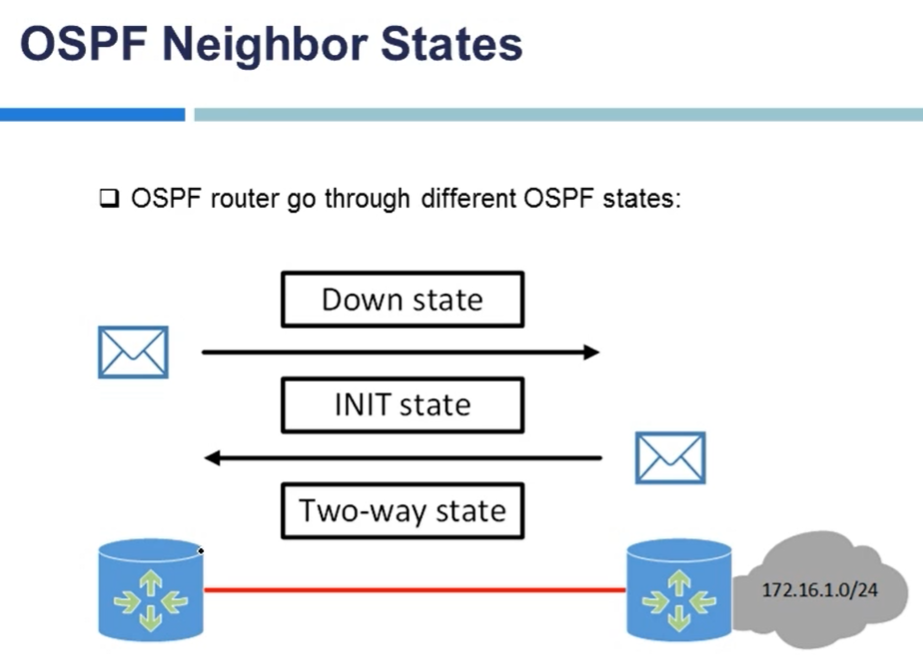 OSPF Neighbor States
OSPF router go through different OSPF states:
Down state
INIT state
Two-way state
172.16.1.0/24